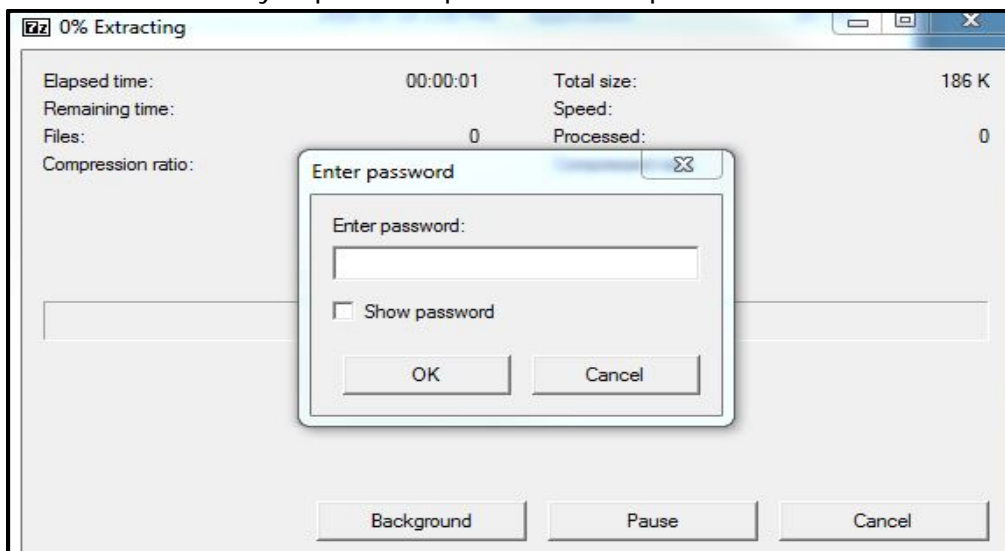 7z 0% Extracting
Elapsed time: 00:00:01 Total size: 186 K
Remaining time: Speed:
Files: 0 Processed: 0
Compression ratio:
Enter password
Enter password:
Show password
OK Cancel
Background Pause Cancel